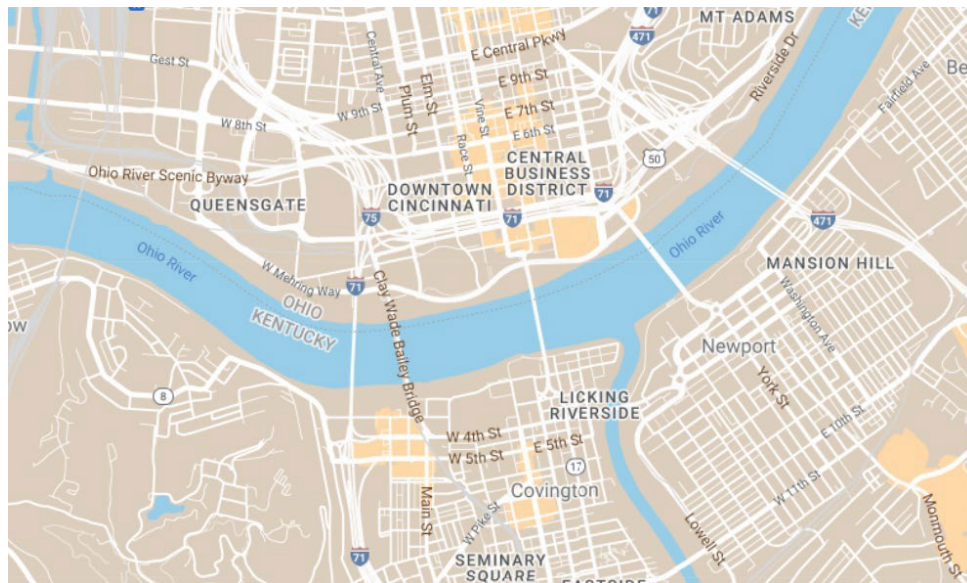 71
MT ADAMS
KE
471
E Central Pkwy
Gest St
Central Ave
Elm St
Plum St
E 9th St
Vine St
E 7th St
E 6th St
Race St
W 9th St
W 8th St
Riverside Dr
Fairfield Ave
Be
50
CENTRAL
BUSINESS
DISTRICT
Ohio River Scenic Byway
QUEENSGATE
DOWNTOWN
CINCINNATI
75
71
71
471
Ohio River
Ohio River
W Mehring Way
71
OHIO
KENTUCKY
Clay Wade Bailey Bridge
MANSION HILL
Washington Ave
Newport
York St
ow
8
LICKING
RIVERSIDE
W 4th St
E 5th St
W 5th St
17
Covington
E 10th St
W 11th St
Main St
W Pike St
Lowell St
Monmouth St
71
SEMINARY
SQUARE
EASTSIDE